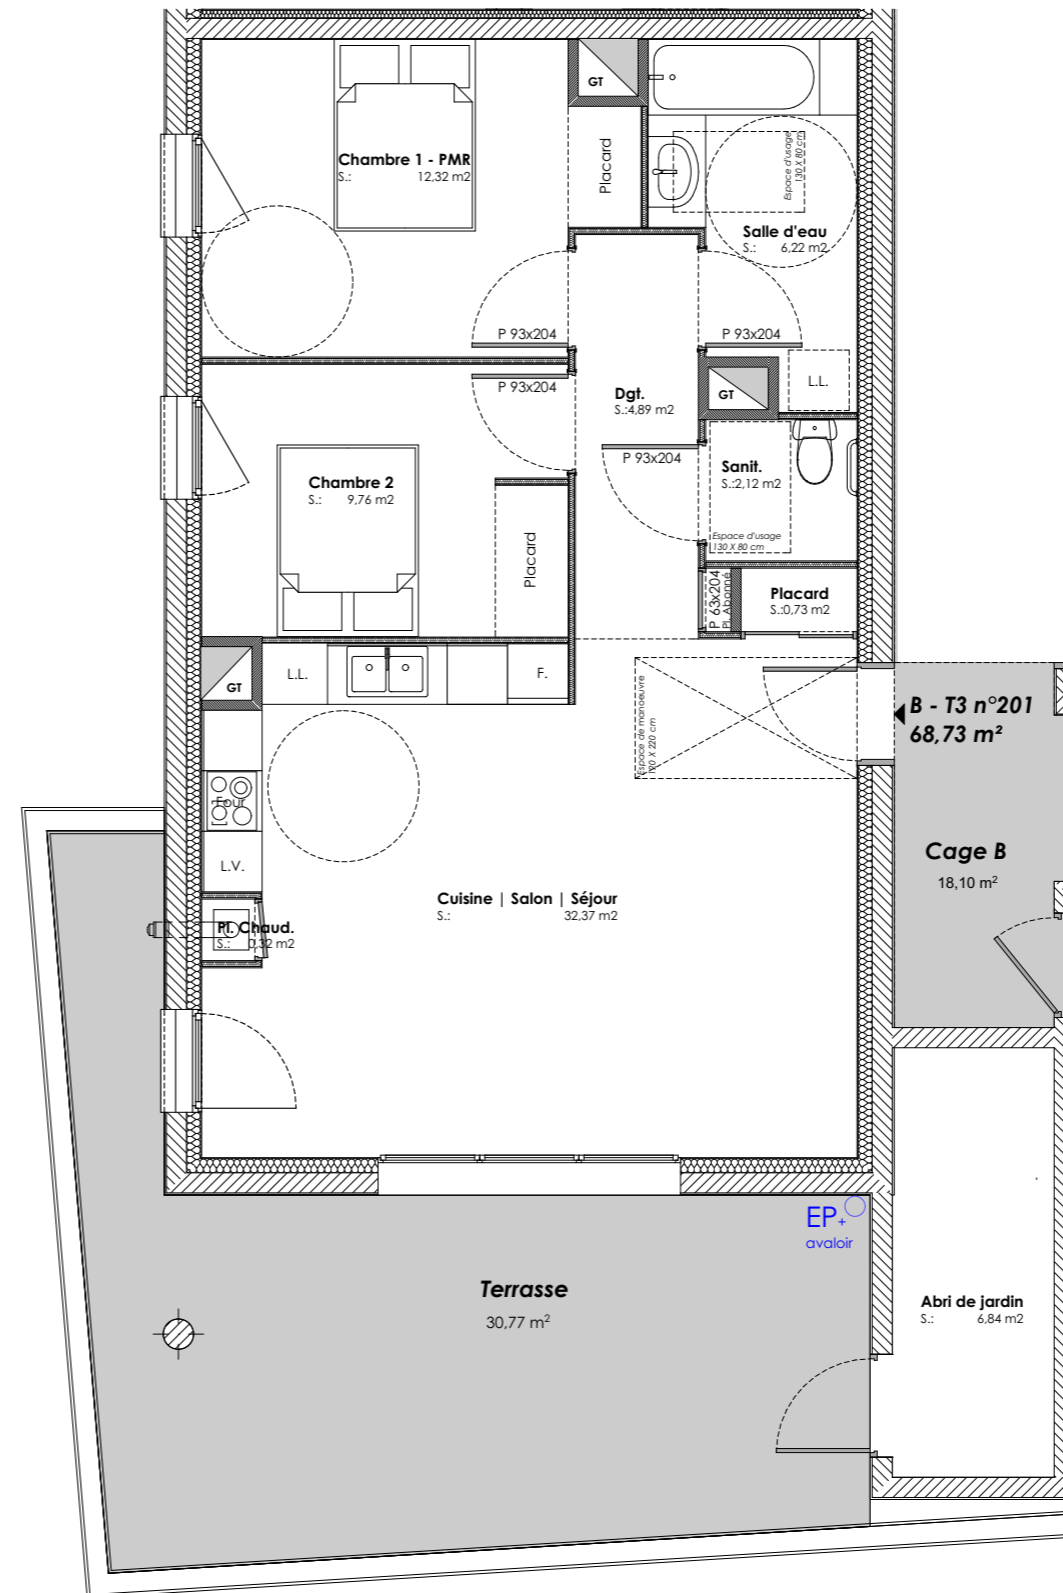 GT
Chambre 1 - PMR
S.: 12,32 m2
Placard
Espace d'usage
130 X 80 cm
Salle d'eau
S.: 6,22 m2
P 93x204
P 93x204
P 93x204
Dgt.
S.:4,89 m2
GT
L.L.
P 93x204
Sanit.
S.:2,12 m2
Chambre 2
S.: 9,76 m2
Placard
Espace d'usage
130 X 80 cm
P 63x204
Pl. Abonné
Placard
S.:0,73 m2
GT
L.L.
F.
Espace de manoeuvre
120 X 220 cm
B - T3 n°201
68,73 m²
Four
L.V.
Cage B
18,10 m²
Cuisine | Salon | Séjour
S.: 32,37 m2
Pl. Chaud.
S.: 0,32 m2
EP+
avaloir
Terrasse
30,77 m²
Abri de jardin
S.: 6,84 m2